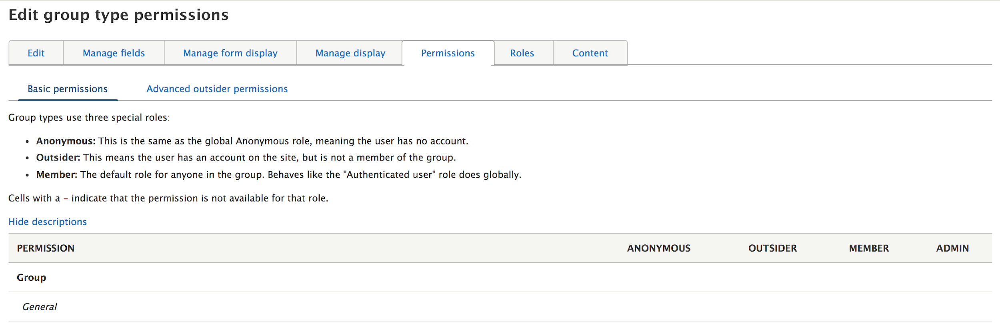 Edit group type permissions
Edit Manage fields Manage form display Manage display Permissions Roles Content
Basic permissions Advanced outsider permissions
Group types use three special roles:
• Anonymous: This is the same as the global Anonymous role, meaning the user has no account.
• Outsider: This means the user has an account on the site, but is not a member of the group.
• Member: The default role for anyone in the group. Behaves like the "Authenticated user" role does globally.
Cells with a – indicate that the permission is not available for that role.
Hide descriptions
PERMISSION ANONYMOUS OUTSIDER MEMBER ADMIN
Group
General